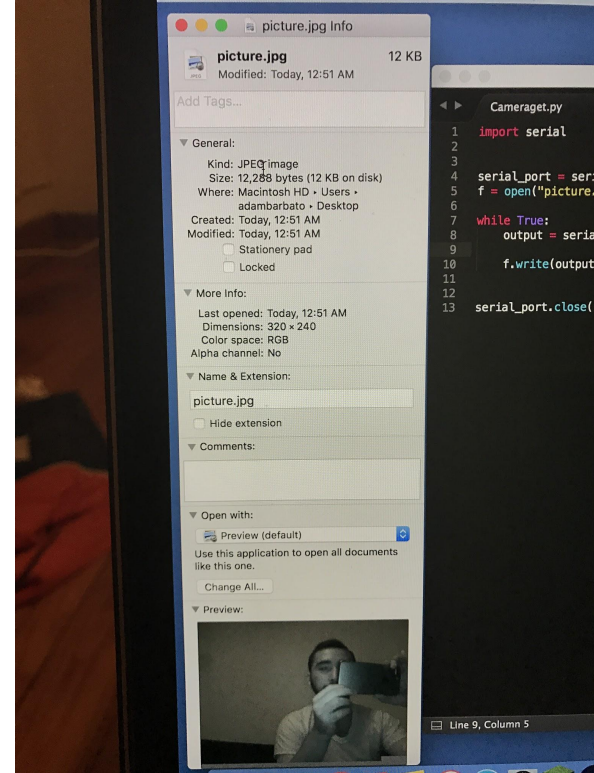 picture.jpg Info
picture.jpg 12 KB
Modified: Today, 12:51 AM
Add Tags...
General:
Kind: JPEG image
Size: 12,288 bytes (12 KB on disk)
Where: Macintosh HD ▸ Users ▸
adambarbato ▸ Desktop
Created: Today, 12:51 AM
Modified: Today, 12:51 AM
Stationery pad
Locked
More Info:
Last opened: Today, 12:51 AM
Dimensions: 320 × 240
Color space: RGB
Alpha channel: No
Name & Extension:
picture.jpg
Hide extension
Comments:
Open with:
Preview (default)
Use this application to open all documents
like this one.
Change All...
Preview:
Cameraget.py
1 import serial
2
3
4 serial_port = seri
5 f = open("picture.
6
7 while True:
8 output = seria
9
10 f.write(output
11
12
13 serial_port.close(
Line 9, Column 5